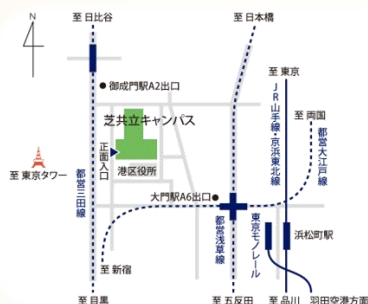 N
至 日比谷
至 日本橋
至 東京
御成門駅A2出口
JR山手線・京浜東北線
至 両国
芝共立キャンパス
都営大江戸線
正面入口
港区役所
至 東京タワー
都営三田線
大門駅A6出口
都営浅草線
東京モノレール
浜松町駅
至 新宿
至 目黒
至 五反田
至 品川
羽田空港方面